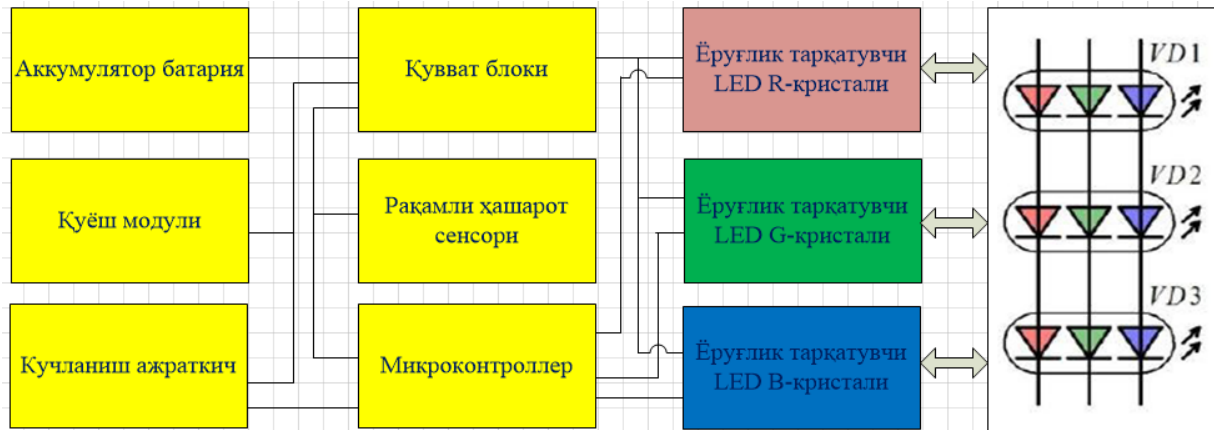 Аккумулятор батария
Қувват блоки
Ёруғлик тарқатувчи
LED R-кристали
VD1
Қуёш модули
Рақамли ҳашарот
сенсори
Ёруғлик тарқатувчи
LED G-кристали
VD2
Кучланиш ажраткич
Микроконтроллер
Ёруғлик тарқатувчи
LED B-кристали
VD3